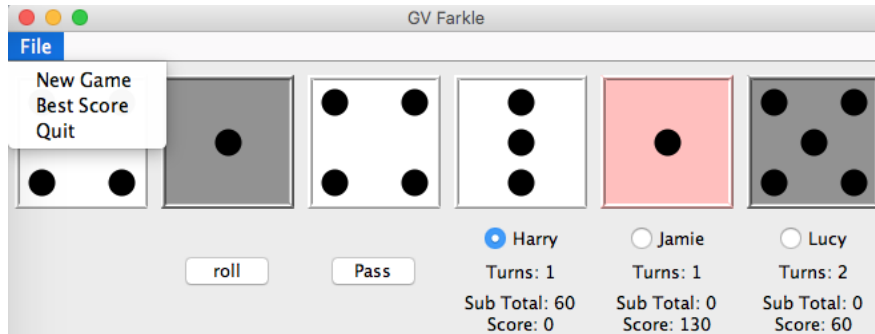 GV Farkle
File
New Game
Best Score
Quit
Harry
Jamie
Lucy
roll
Pass
Turns: 1
Turns: 1
Turns: 2
Sub Total: 60
Sub Total: 0
Sub Total: 0
Score: 0
Score: 130
Score: 60